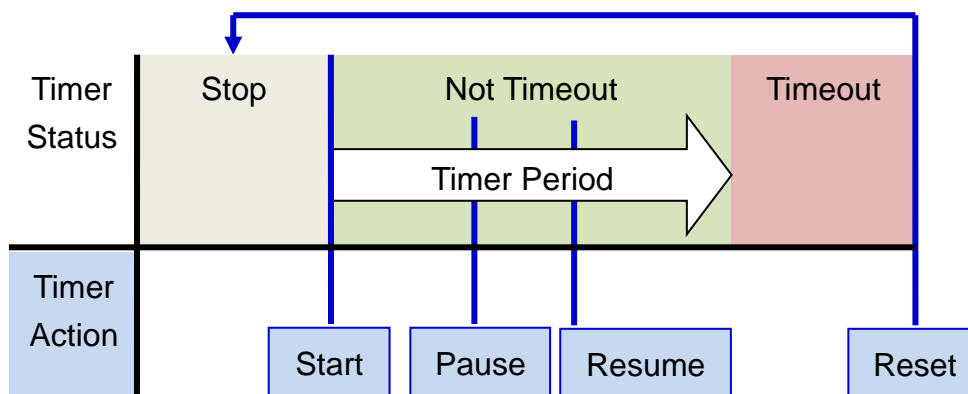 Timer
Status
Stop
Not Timeout
Timeout
Timer Period
Timer
Action
Start
Pause
Resume
Reset